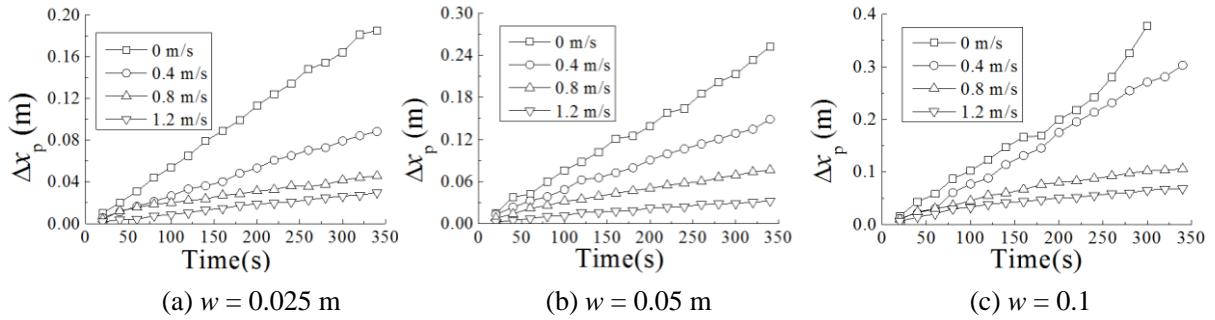 0.20
0.16
0.12
0.08
0.04
0.00
Δxp (m)
0 m/s
0.4 m/s
0.8 m/s
1.2 m/s
0 50 100 150 200 250 300 350
Time(s)
(a) w = 0.025 m
0.30
0.24
0.18
0.12
0.06
0.00
Δxp (m)
0 m/s
0.4 m/s
0.8 m/s
1.2 m/s
0 50 100 150 200 250 300 350
Time(s)
(b) w = 0.05 m
0.4
0.3
0.2
0.1
0.0
Δxp (m)
0 m/s
0.4 m/s
0.8 m/s
1.2 m/s
0 50 100 150 200 250 300 350
Time(s)
(c) w = 0.1